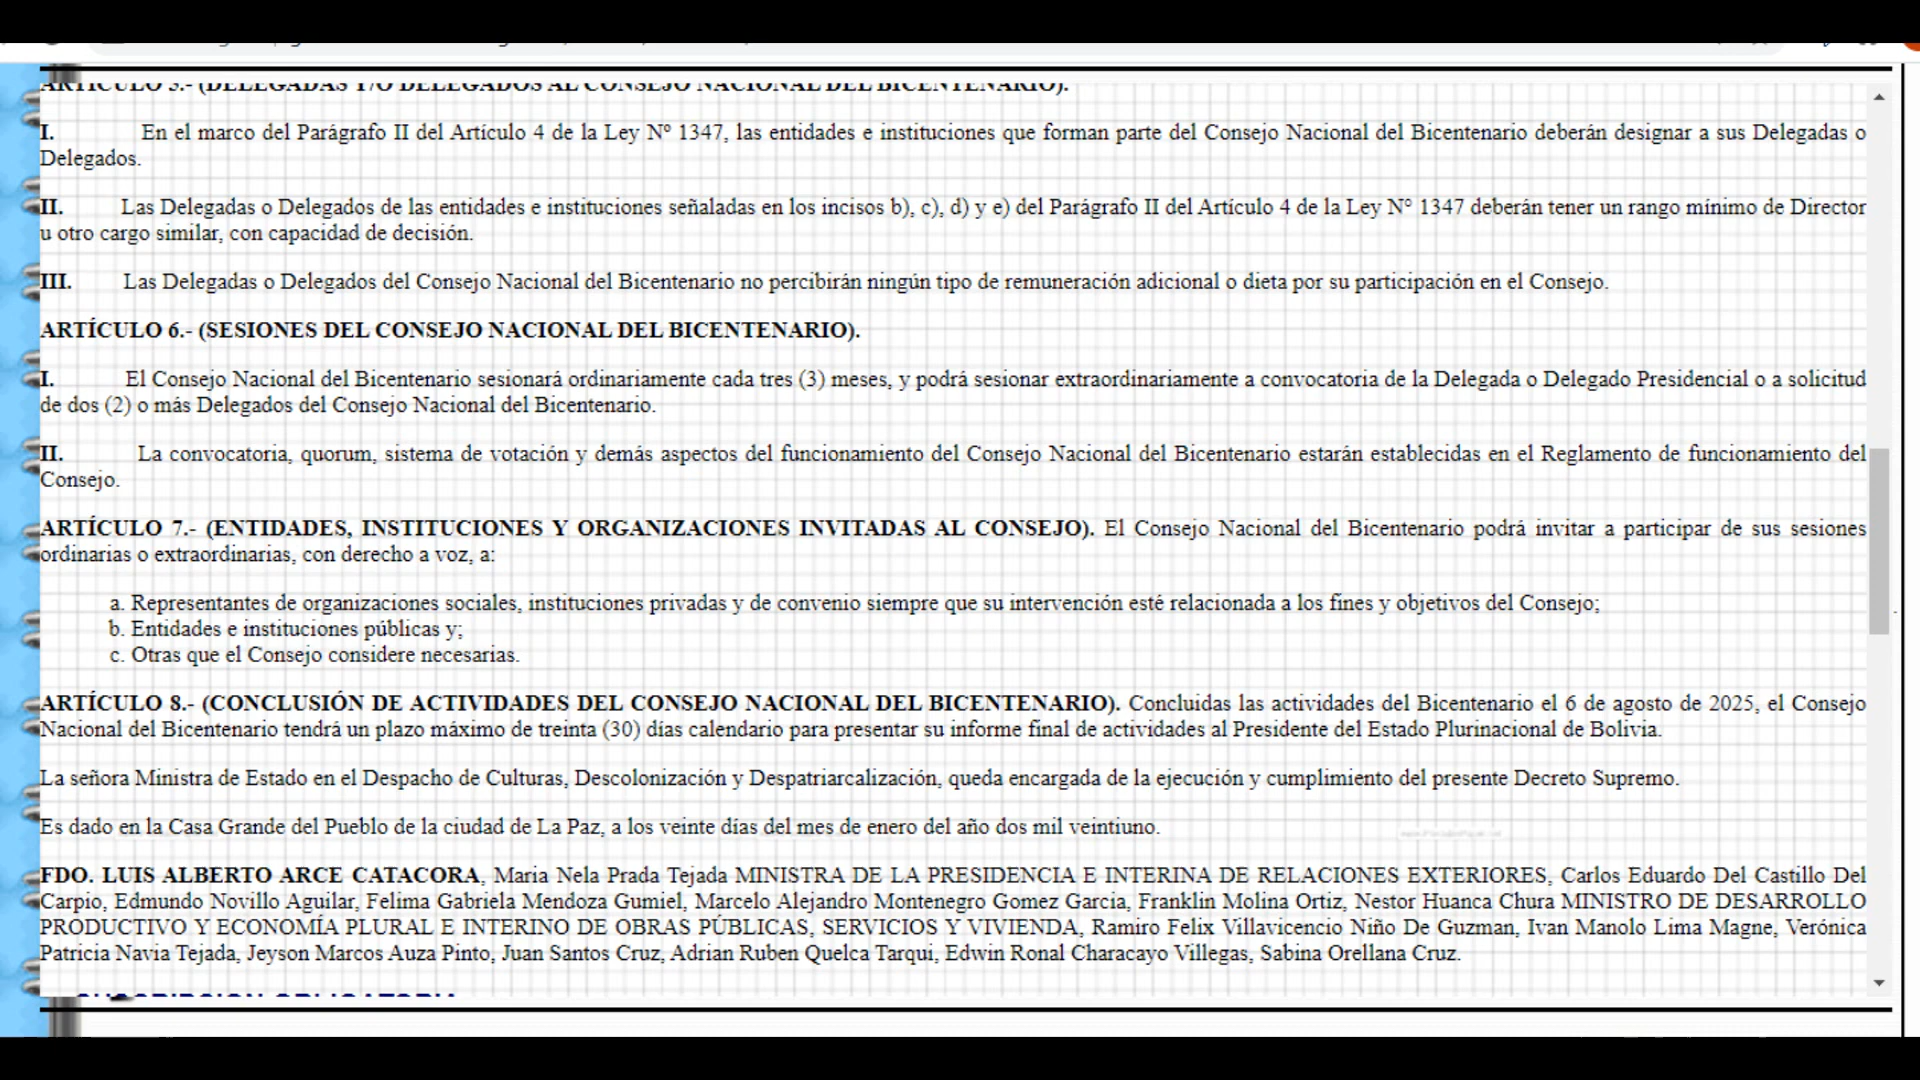 ARTÍCULO 5.- (DELEGADAS Y/O DELEGADOS AL CONSEJO NACIONAL DEL BICENTENARIO).
I. En el marco del Parágrafo II del Artículo 4 de la Ley Nº 1347, las entidades e instituciones que forman parte del Consejo Nacional del Bicentenario deberán designar a sus Delegadas o
Delegados.
II. Las Delegadas o Delegados de las entidades e instituciones señaladas en los incisos b), c), d) y e) del Parágrafo II del Artículo 4 de la Ley N° 1347 deberán tener un rango mínimo de Director
u otro cargo similar, con capacidad de decisión.
III. Las Delegadas o Delegados del Consejo Nacional del Bicentenario no percibirán ningún tipo de remuneración adicional o dieta por su participación en el Consejo.
ARTÍCULO 6.- (SESIONES DEL CONSEJO NACIONAL DEL BICENTENARIO).
I. El Consejo Nacional del Bicentenario sesionará ordinariamente cada tres (3) meses, y podrá sesionar extraordinariamente a convocatoria de la Delegada o Delegado Presidencial o a solicitud
de dos (2) o más Delegados del Consejo Nacional del Bicentenario.
II. La convocatoria, quorum, sistema de votación y demás aspectos del funcionamiento del Consejo Nacional del Bicentenario estarán establecidas en el Reglamento de funcionamiento del
Consejo.
ARTÍCULO 7.- (ENTIDADES, INSTITUCIONES Y ORGANIZACIONES INVITADAS AL CONSEJO). El Consejo Nacional del Bicentenario podrá invitar a participar de sus sesiones
ordinarias o extraordinarias, con derecho a voz, a:
a. Representantes de organizaciones sociales, instituciones privadas y de convenio siempre que su intervención esté relacionada a los fines y objetivos del Consejo;
b. Entidades e instituciones públicas y;
c. Otras que el Consejo considere necesarias.
ARTÍCULO 8.- (CONCLUSIÓN DE ACTIVIDADES DEL CONSEJO NACIONAL DEL BICENTENARIO). Concluidas las actividades del Bicentenario el 6 de agosto de 2025, el Consejo
Nacional del Bicentenario tendrá un plazo máximo de treinta (30) días calendario para presentar su informe final de actividades al Presidente del Estado Plurinacional de Bolivia.
La señora Ministra de Estado en el Despacho de Culturas, Descolonización y Despatriarcalización, queda encargada de la ejecución y cumplimiento del presente Decreto Supremo.
Es dado en la Casa Grande del Pueblo de la ciudad de La Paz, a los veinte días del mes de enero del año dos mil veintiuno.
FDO. LUIS ALBERTO ARCE CATACORA, Maria Nela Prada Tejada MINISTRA DE LA PRESIDENCIA E INTERINA DE RELACIONES EXTERIORES, Carlos Eduardo Del Castillo Del
Carpio, Edmundo Novillo Aguilar, Felima Gabriela Mendoza Gumiel, Marcelo Alejandro Montenegro Gomez Garcia, Franklin Molina Ortiz, Nestor Huanca Chura MINISTRO DE DESARROLLO
PRODUCTIVO Y ECONOMÍA PLURAL E INTERINO DE OBRAS PÚBLICAS, SERVICIOS Y VIVIENDA, Ramiro Felix Villavicencio Niño De Guzman, Ivan Manolo Lima Magne, Verónica
Patricia Navia Tejada, Jeyson Marcos Auza Pinto, Juan Santos Cruz, Adrian Ruben Quelca Tarqui, Edwin Ronal Characayo Villegas, Sabina Orellana Cruz.